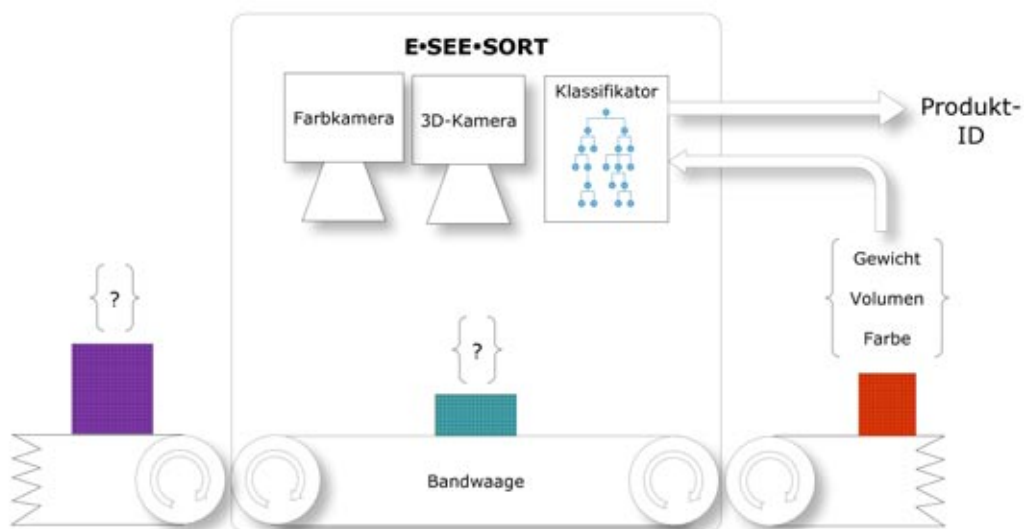 E•SEE•SORT
Farbkamera
3D-Kamera
Klassifikator
Produkt-
ID
{ ? }
{ ? }
Gewicht
Volumen
Farbe
Bandwaage